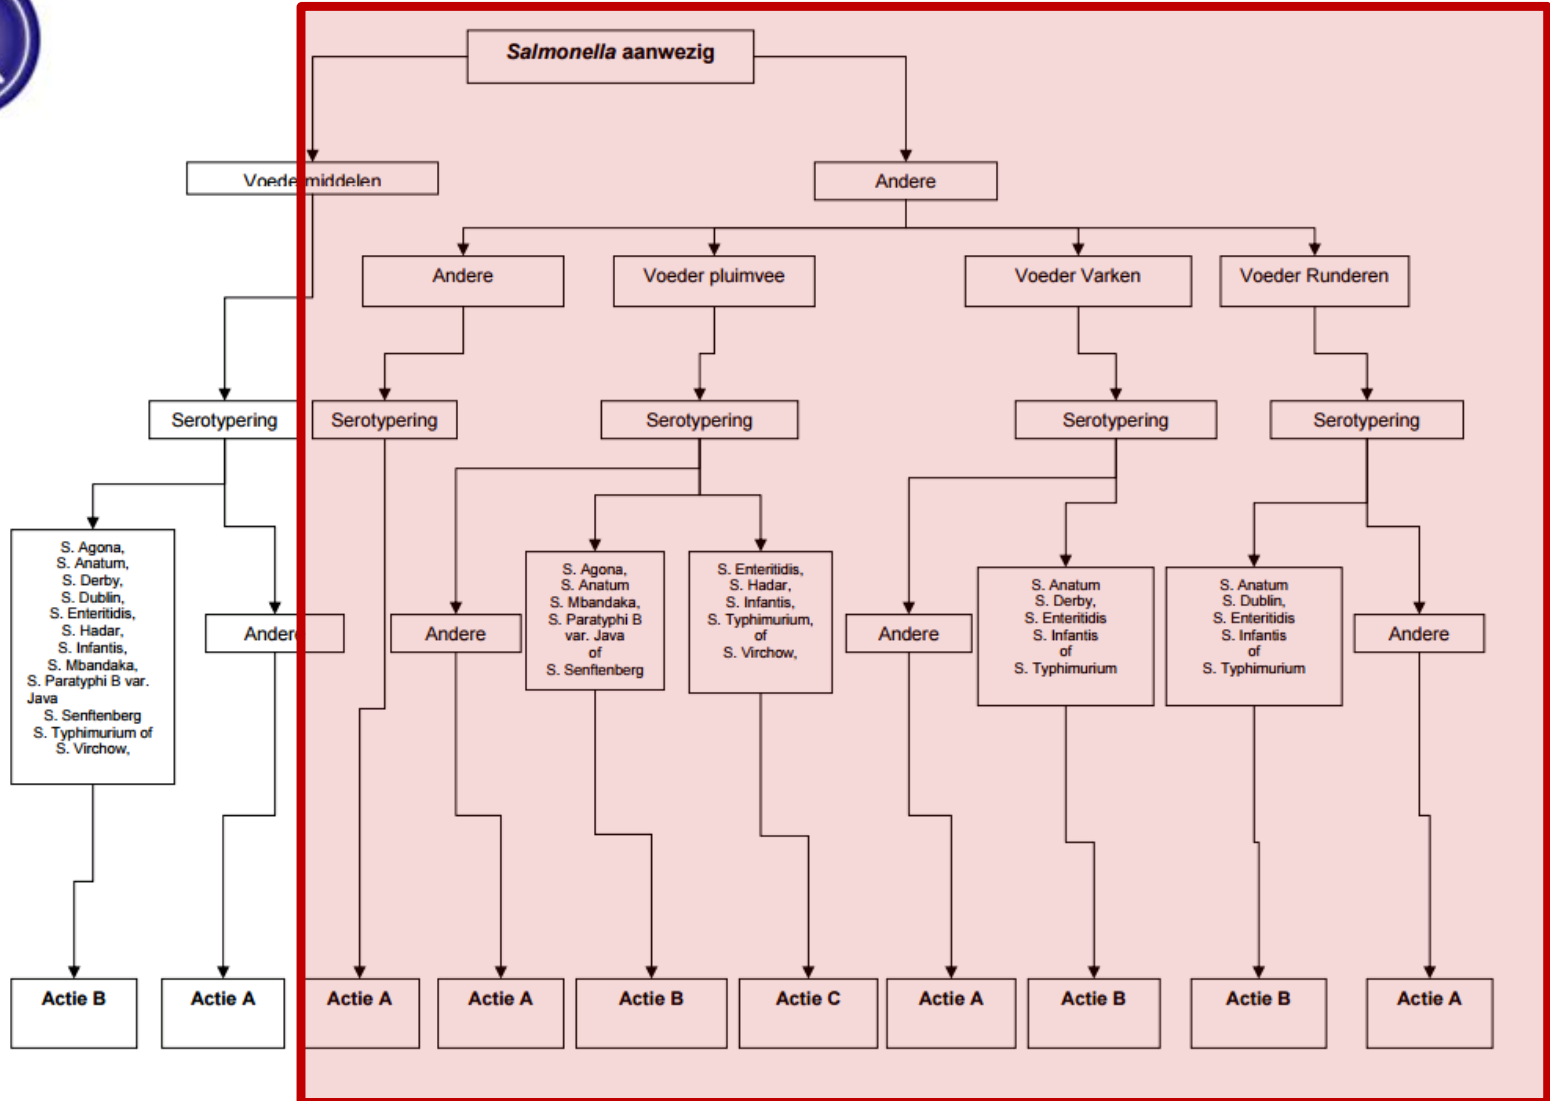 Salmonella aanwezig
Voedermiddelen
Andere
Andere
Voeder pluimvee
Voeder Varken
Voeder Runderen
Serotypering
Serotypering
Serotypering
Serotypering
Serotypering
S. Agona,
S. Anatum,
S. Derby,
S. Dublin,
S. Enteritidis,
S. Hadar,
S. Infantis,
S. Mbandaka,
S. Paratyphi B var.
Java
S. Senftenberg
S. Typhimurium of
S. Virchow,
Andere
Andere
S. Agona,
S. Anatum
S. Mbandaka,
S. Paratyphi B
var. Java
of
S. Senftenberg
S. Enteritidis,
S. Hadar,
S. Infantis,
S. Typhimurium,
of
S. Virchow,
Andere
S. Anatum
S. Derby,
S. Enteritidis
S. Infantis
of
S. Typhimurium
S. Anatum
S. Dublin,
S. Enteritidis
S. Infantis
of
S. Typhimurium
Andere
Actie B
Actie A
Actie A
Actie A
Actie B
Actie C
Actie A
Actie B
Actie B
Actie A